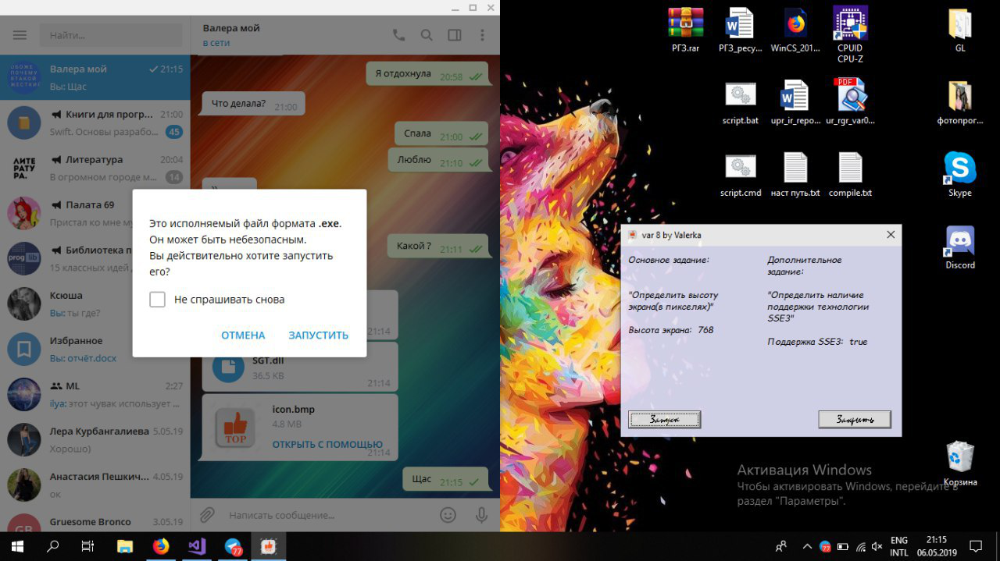 Найти...
Валера мой
21:15
Вы: Щас
Книги для прогр...
21:00
Swift. Основы разрабо...
45
ЛИТЕ
РАТУ
РА.
Литература
20:04
В огромном городе м...
14
Палата 69
Пристал ко мне му
prog lib
Библиотека п
15 классных идей
Ксюша
Вы: ты где?
Избранное
Вы: отчёт.docx
ML
2:27
ilya: этот чувак использует ...
Лера Курбангалиева
5.05.19
Хорошо)
Анастасия Пешкич...
4.05.19
ок
GB
Gruesome Bronco
3.05.19
Валера мой
в сети
Я отдохнула
20:58
Что делала?
21:00
Спала
21:00
Люблю
21:10
Какой ?
21:11
21:14
SGT.dll
36.5 KB
21:14
TOP
icon.bmp
4.8 MB
ОТКРЫТЬ С ПОМОЩЬЮ
21:14
Щас
21:15
Написать сообщение...
Это исполняемый файл формата .exe.
Он может быть небезопасным.
Вы действительно хотите запустить
его?
Не спрашивать снова
ОТМЕНА
ЗАПУСТИТЬ
РГЗ.rar
РГЗ_ресу...
WinCS_201...
CPUID
CPU-Z
GL
script.bat
upr_ir_repo...
PDF
ur_rgr_var0...
фотопрог...
script.cmd
наст путь.txt
compile.txt
Skype
Discord
Корзина
var 8 by Valerka
Основное задание:
"Определить высоту
экрана(в пикселях)"
Высота экрана: 768
Дополнительное
задание:
"Определить наличие
поддержки технологии
SSE3"
Поддержка SSE3: true
Запуск
Закрыть
Активация Windows
Чтобы активировать Windows, перейдите в
раздел "Параметры".
77
TOP
77
ENG
INTL
21:15
06.05.2019